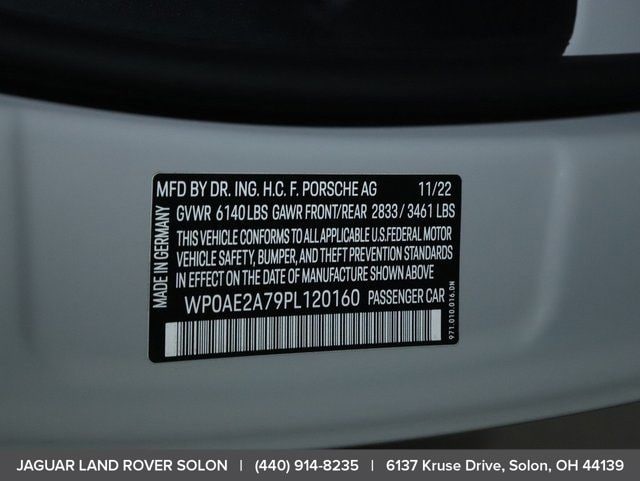 MFD BY DR. ING. H.C. F. PORSCHE AG 11/22
GVWR 6140 LBS GAWR FRONT/REAR 2833 / 3461 LBS
THIS VEHICLE CONFORMS TO ALL APPLICABLE U.S.FEDERAL MOTOR
VEHICLE SAFETY, BUMPER, AND THEFT PREVENTION STANDARDS
IN EFFECT ON THE DATE OF MANUFACTURE SHOWN ABOVE
WP0AE2A79PL120160 PASSENGER CAR
MADE IN GERMANY
971.010.016.DN
JAGUAR LAND ROVER SOLON | (440) 914-8235 | 6137 Kruse Drive, Solon, OH 44139